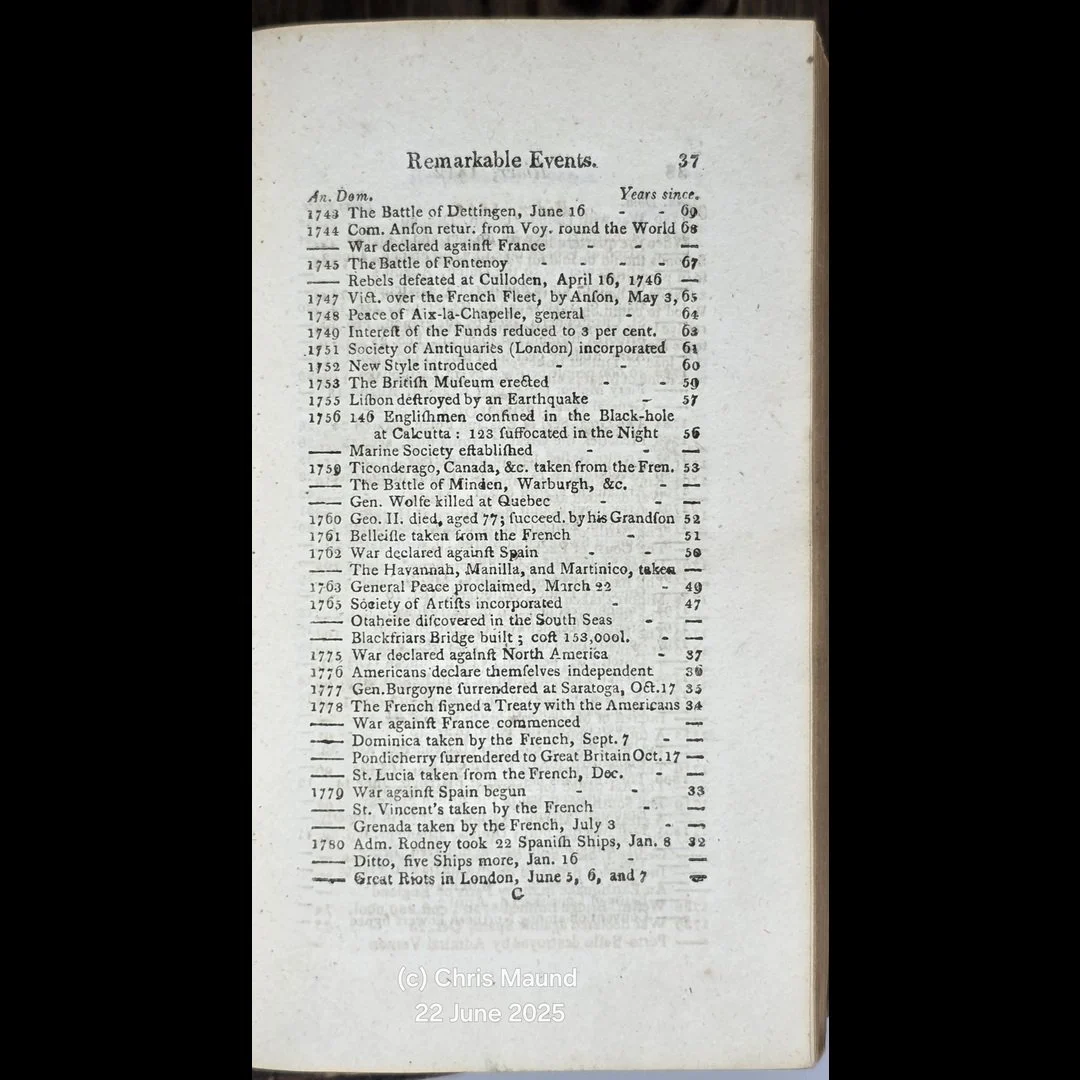 Remarkable Events. 37
An. Dom. Years since.
1743 The Battle of Dettingen, June 16 - - 69
1744 Com. Anſon retur. from Voy. round the World 68
—— War declared againſt France - - —
1745 The Battle of Fontenoy - - - - 67
—— Rebels defeated at Culloden, April 16, 1746 —
1747 Vict. over the French Fleet, by Anſon, May 3, 65
1748 Peace of Aix-la-Chapelle, general - 64
1749 Intereſt of the Funds reduced to 3 per cent. 63
1751 Society of Antiquaries (London) incorporated 61
1752 New Style introduced - - 60
1753 The Britiſh Muſeum erected - - 59
1755 Liſbon deſtroyed by an Earthquake - 57
1756 146 Engliſhmen confined in the Black-hole
at Calcutta : 123 ſuffocated in the Night 56
—— Marine Society eſtabliſhed - - —
1759 Ticonderago, Canada, &c. taken from the Fren. 53
—— The Battle of Minden, Warburgh, &c. - —
—— Gen. Wolfe killed at Quebec - - —
1760 Geo. II. died, aged 77; ſucceed. by his Grandſon 52
1761 Belleiſle taken from the French - 51
1762 War declared againſt Spain - - 50
—— The Havannah, Manilla, and Martinico, taken —
1763 General Peace proclaimed, March 22 - 49
1765 Society of Artiſts incorporated - 47
—— Otaheite diſcovered in the South Seas - —
—— Blackfriars Bridge built ; coſt 153,000l. - —
1775 War declared againſt North America - 37
1776 Americans declare themſelves independent 36
1777 Gen. Burgoyne ſurrendered at Saratoga, Oct. 17 35
1778 The French ſigned a Treaty with the Americans 34
—— War againſt France commenced —
—— Dominica taken by the French, Sept. 7 - —
—— Pondicherry ſurrendered to Great Britain Oct. 17 —
—— St. Lucia taken from the French, Dec. - —
1779 War againſt Spain begun - - 33
—— St. Vincent's taken by the French - —
—— Grenada taken by the French, July 3 - —
1780 Adm. Rodney took 22 Spaniſh Ships, Jan. 8 32
—— Ditto, five Ships more, Jan. 16 - —
—— Great Riots in London, June 5, 6, and 7 —
C
(c) Chris Maund
22 June 2025